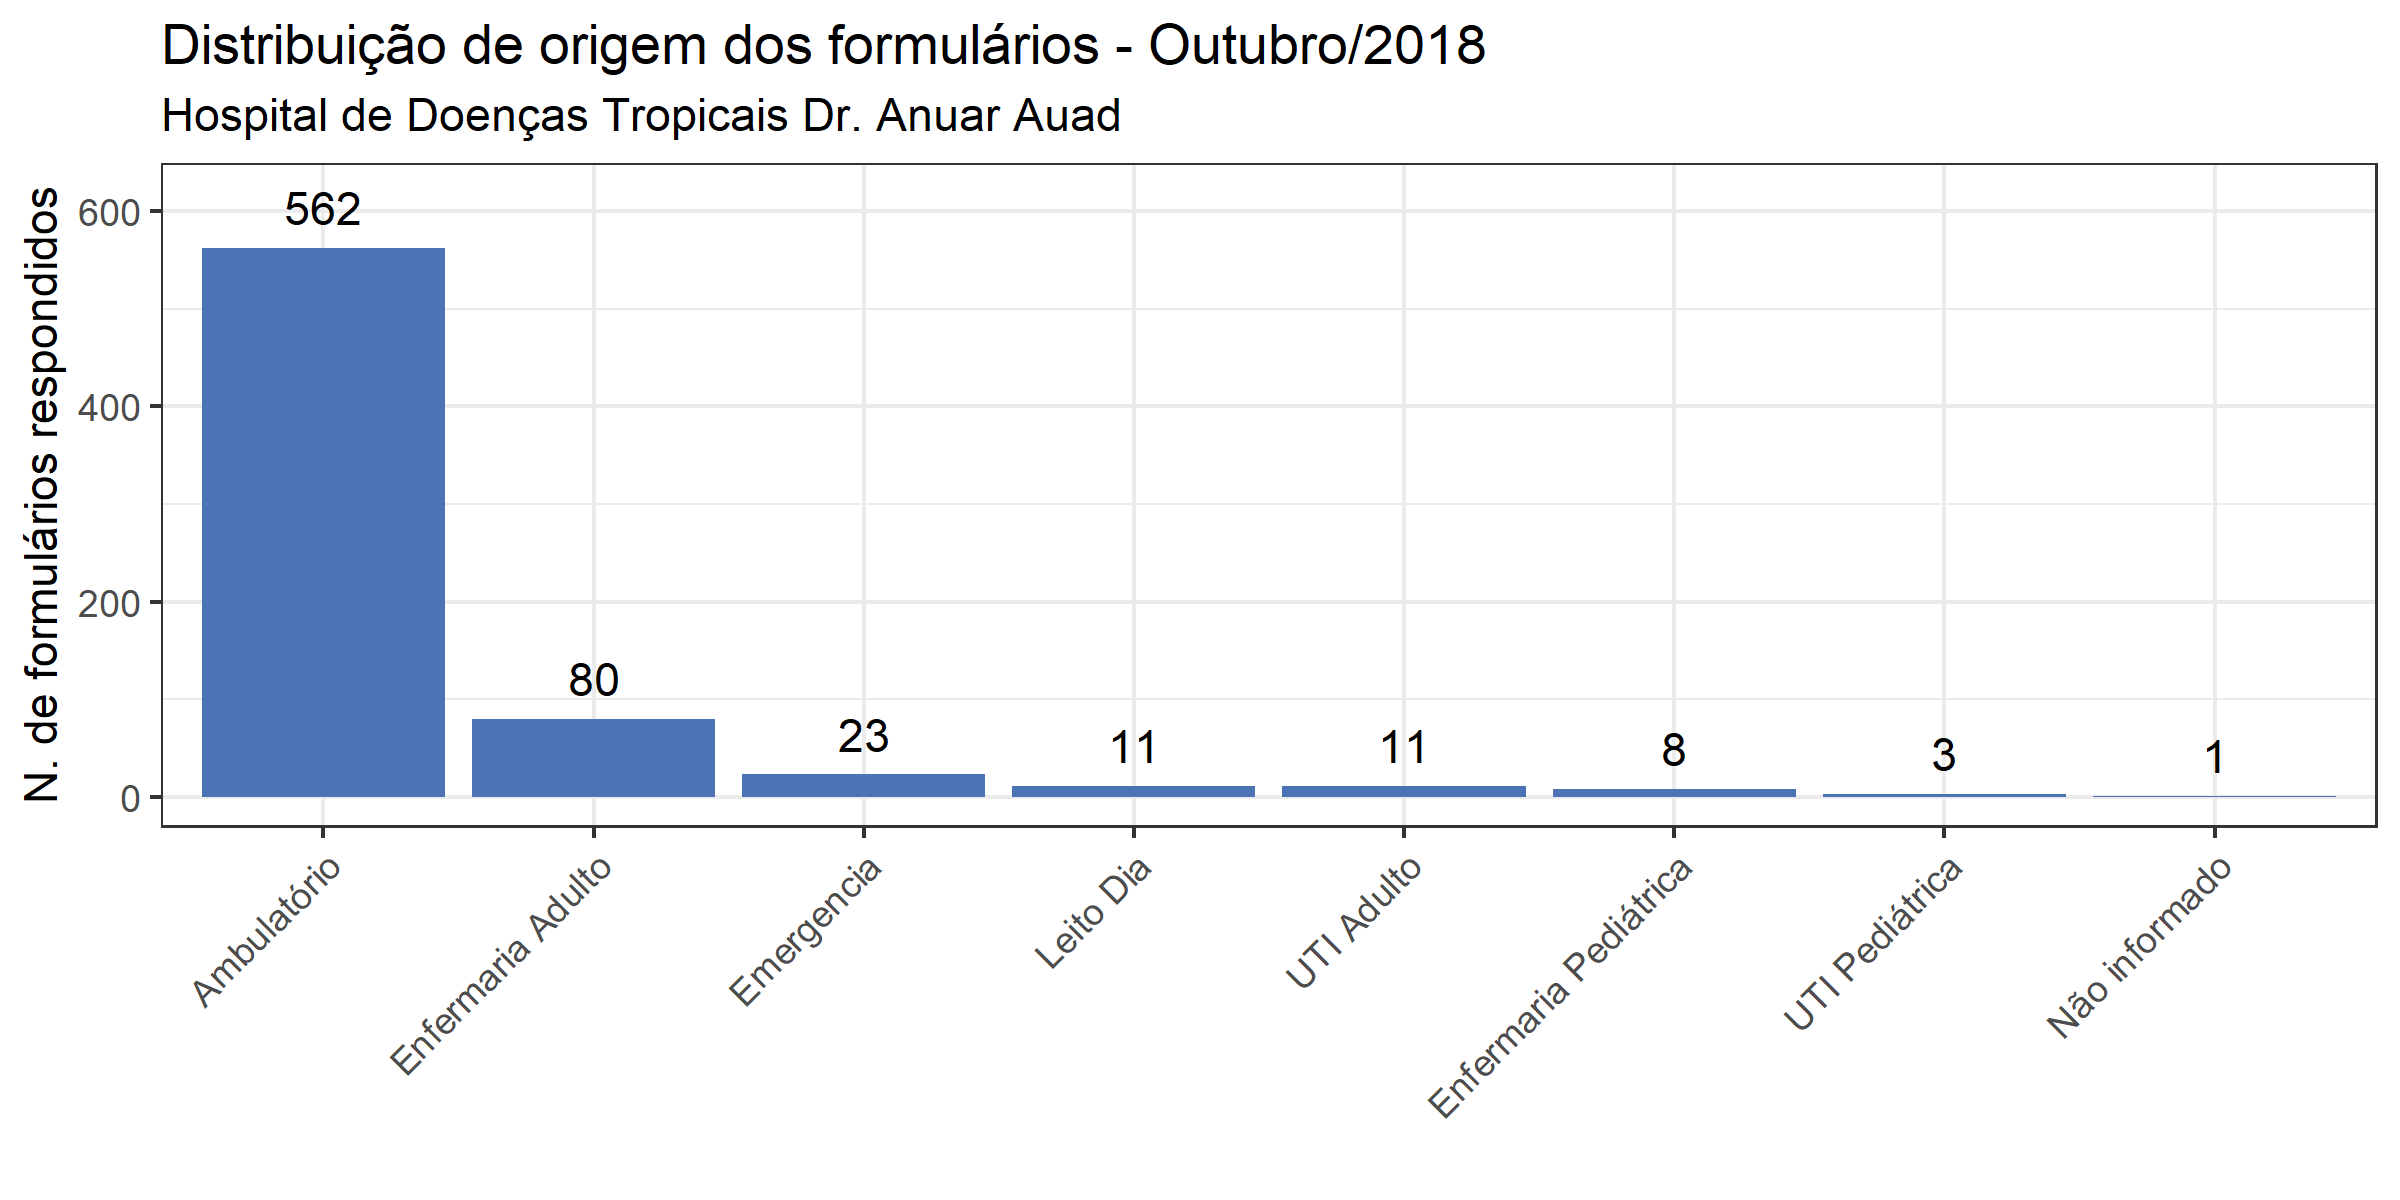 Distribuição de origem dos formulários - Outubro/2018
Hospital de Doenças Tropicais Dr. Anuar Auad
N. de formulários respondidos
600
400
200
0
562
80
23
11
11
8
3
1
Ambulatório
Enfermaria Adulto
Emergencia
Leito Dia
UTI Adulto
Enfermaria Pediátrica
UTI Pediátrica
Não informado